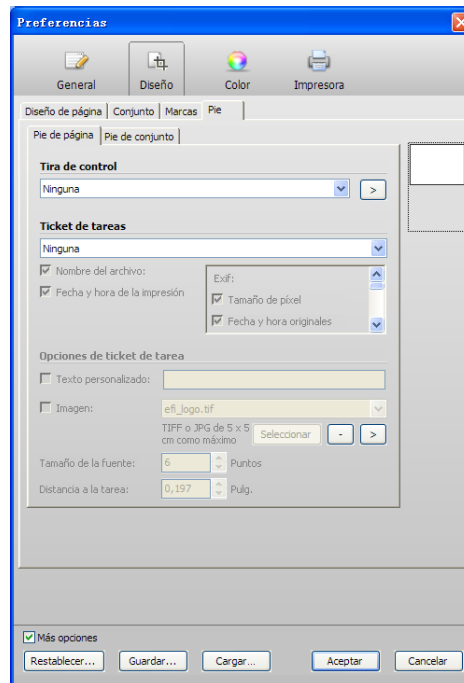 Preferencias
General Diseño Color Impresora
Diseño de página Conjunto Marcas Pie
Pie de página Pie de conjunto
Tira de control
Ninguna >
Ticket de tareas
Ninguna
Nombre del archivo:
Fecha y hora de la impresión
Exif:
Tamaño de píxel
Fecha y hora originales
Opciones de ticket de tarea
Texto personalizado:
Imagen: efi_logo.tif
TIFF o JPG de 5 x 5
cm como máximo Seleccionar - >
Tamaño de la fuente: 6 Puntos
Distancia a la tarea: 0,197 Pulg.
Más opciones
Restablecer... Guardar... Cargar... Aceptar Cancelar